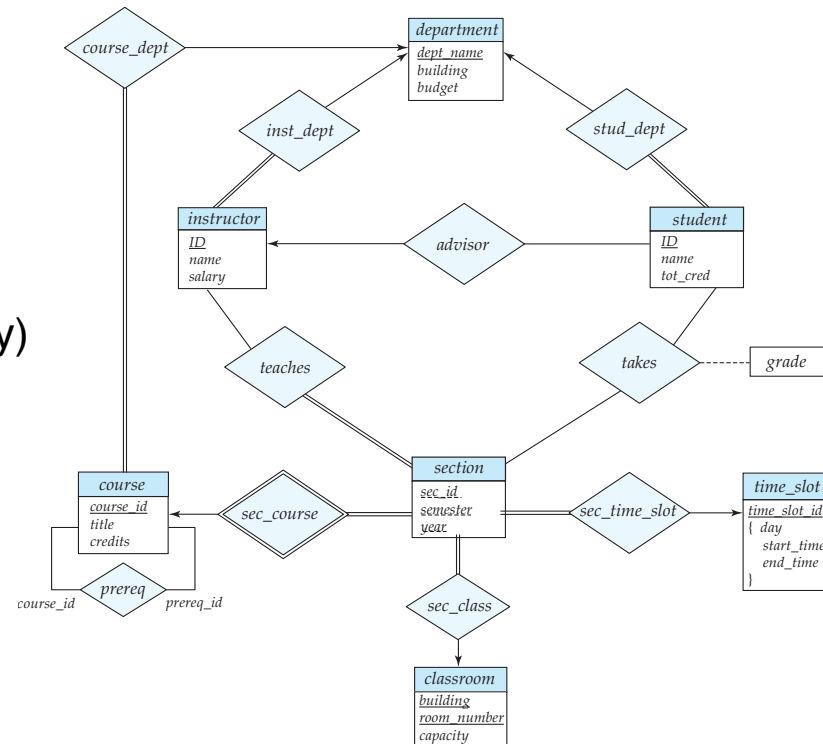 department
dept_name
building
budget
course_dept
inst_dept
stud_dept
instructor
ID
name
salary
advisor
student
ID
name
tot_cred
y)
teaches
takes
grade
course
course_id
title
credits
sec_course
section
sec_id
semester
year
sec_time_slot
time_slot
time_slot_id
{ day
start_time
end_time
}
prereq
course_id
prereq_id
sec_class
classroom
building
room_number
capacity